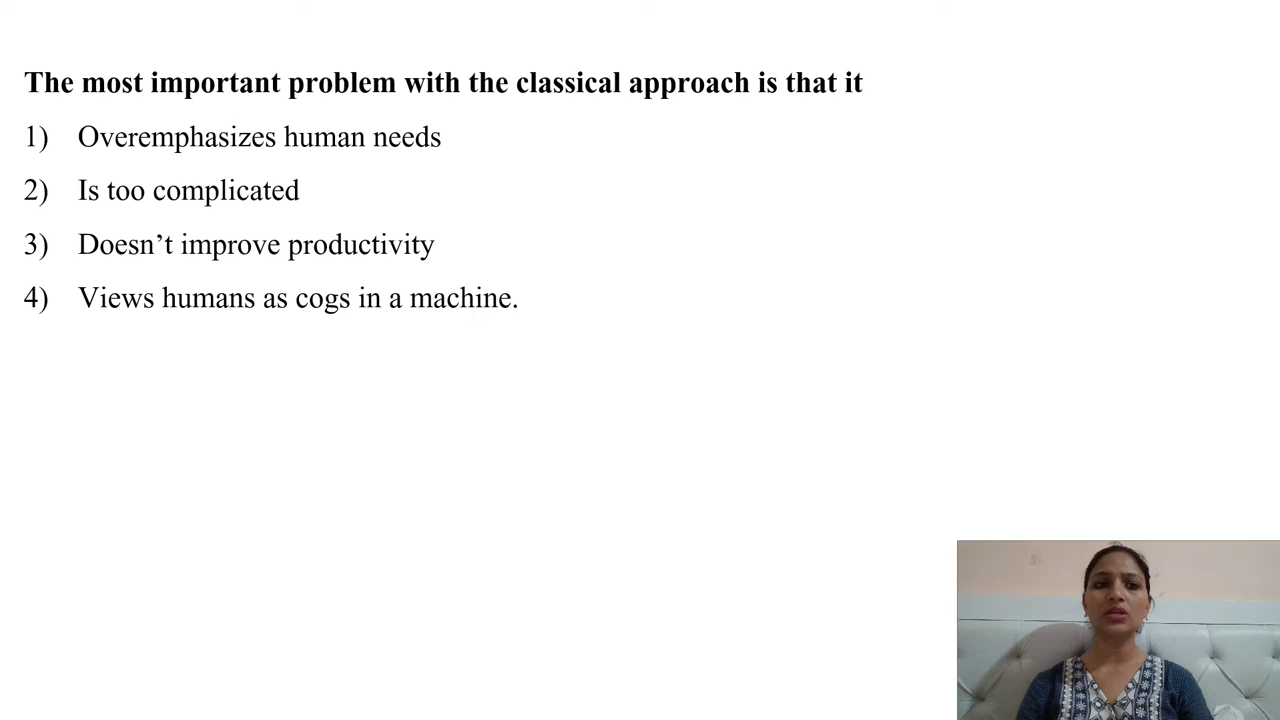 The most important problem with the classical approach is that it
1) Overemphasizes human needs
2) Is too complicated
3) Doesn’t improve productivity
4) Views humans as cogs in a machine.